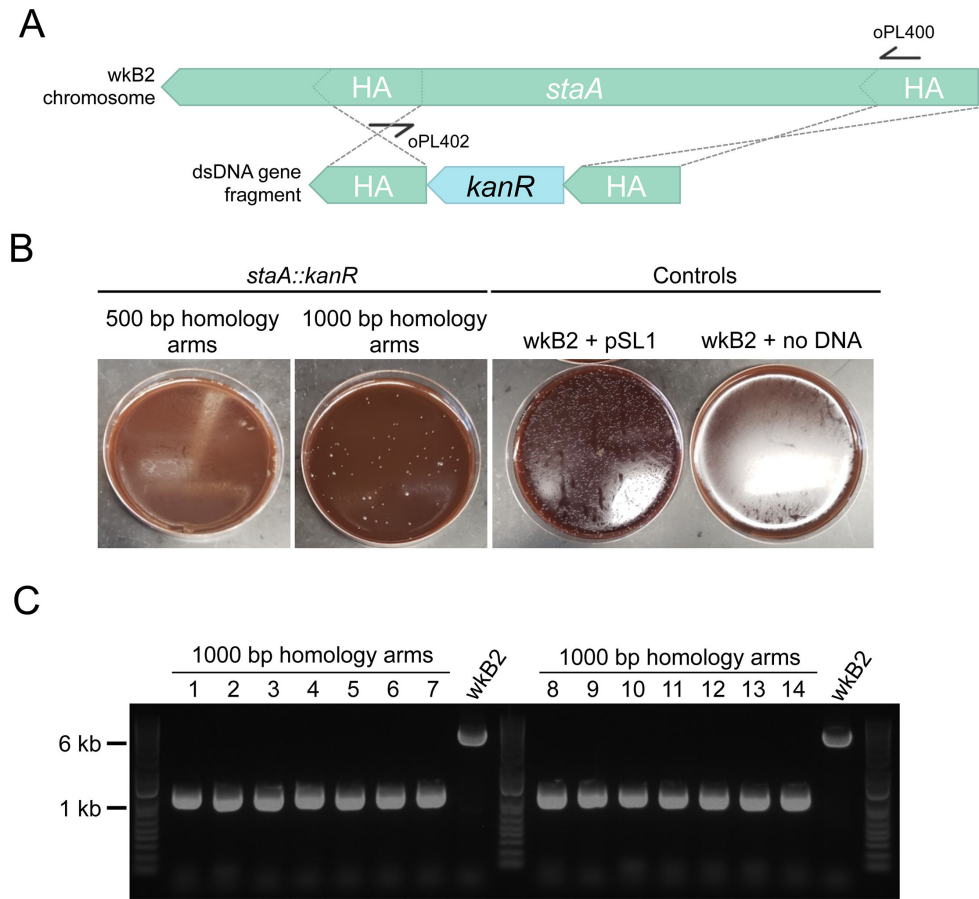 A
oPL400
wkB2
chromosome
HA
staA
HA
oPL402
dsDNA gene
fragment
HA
kanR
HA
B
staA::kanR
Controls
500 bp homology
arms
1000 bp homology
arms
wkB2 + pSL1
wkB2 + no DNA
C
1000 bp homology arms
wkB2
1000 bp homology arms
wkB2
1 2 3 4 5 6 7
8 9 10 11 12 13 14
6 kb
1 kb